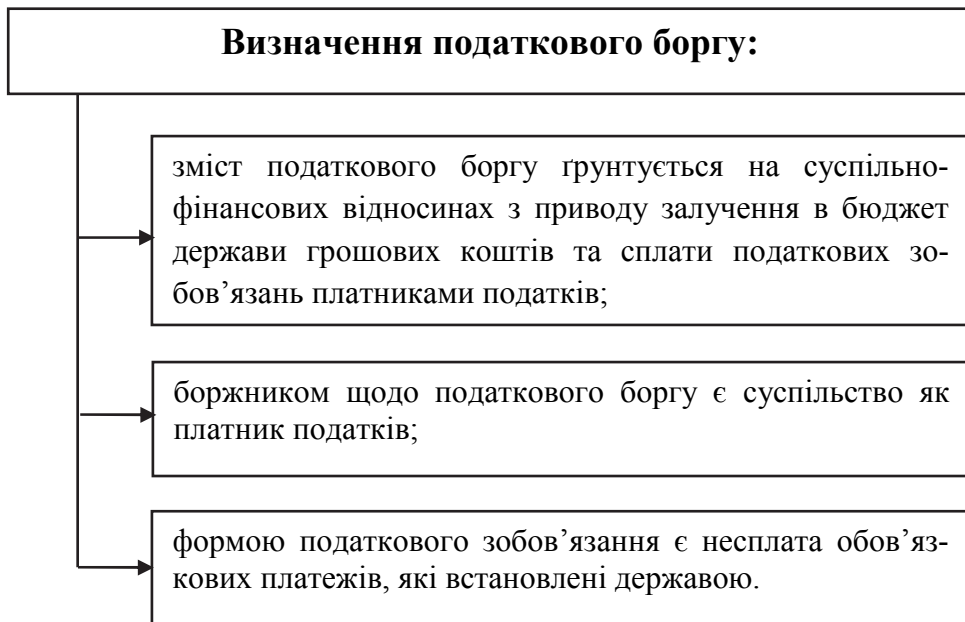 Визначення податкового боргу:
зміст податкового боргу ґрунтується на суспільно-
фінансових відносинах з приводу залучення в бюджет
держави грошових коштів та сплати податкових зо-
бов’язань платниками податків;
боржником щодо податкового боргу є суспільство як
платник податків;
формою податкового зобов’язання є несплата обов’яз-
кових платежів, які встановлені державою.